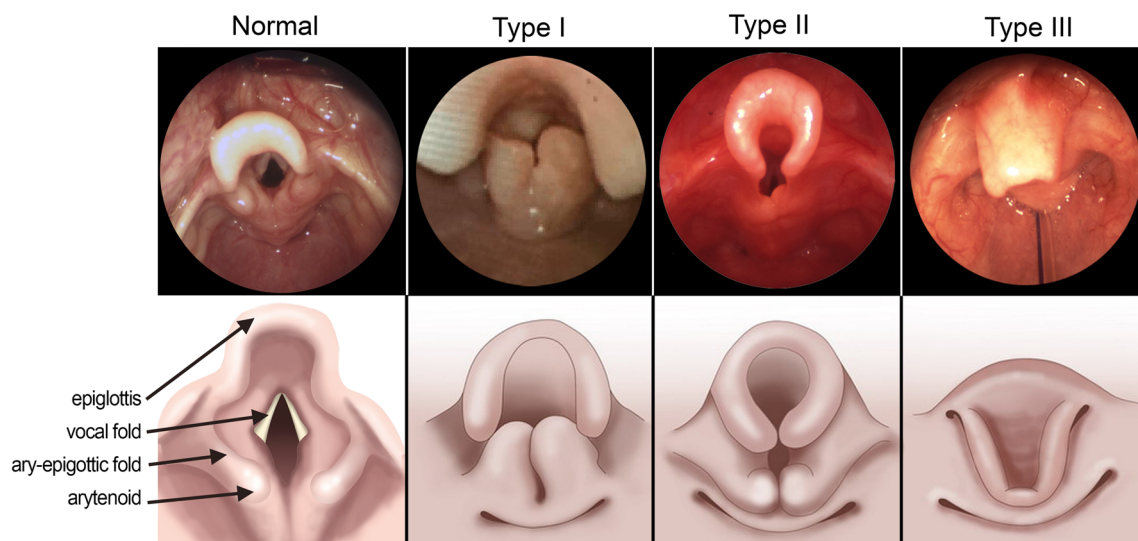 Normal
Type I
Type II
Type III
epiglottis
vocal fold
ary-epigottic fold
arytenoid